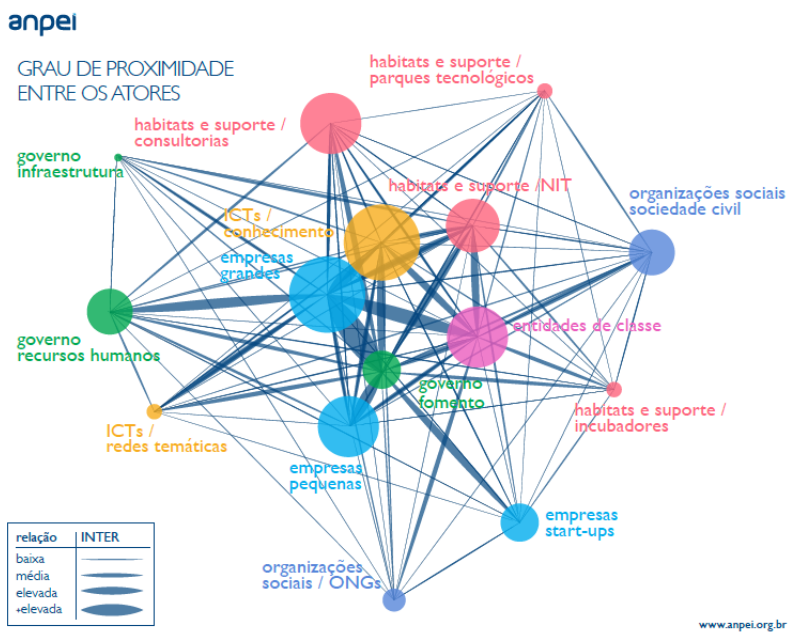 anpei
GRAU DE PROXIMIDADE
ENTRE OS ATORES
habitats e suporte /
parques tecnológicos
habitats e suporte /
consultorias
governo
infraestrutura
habitats e suporte /NIT
organizações sociais
sociedade civil
ICTs /
conhecimento
empresas
grandes
entidades de classe
governo
recursos humanos
governo
fomento
habitats e suporte /
incubadores
ICTs /
redes temáticas
empresas
pequenas
empresas
start-ups
organizações
sociais / ONGs
relação INTER
baixa
média
elevada
+elevada
www.anpei.org.br